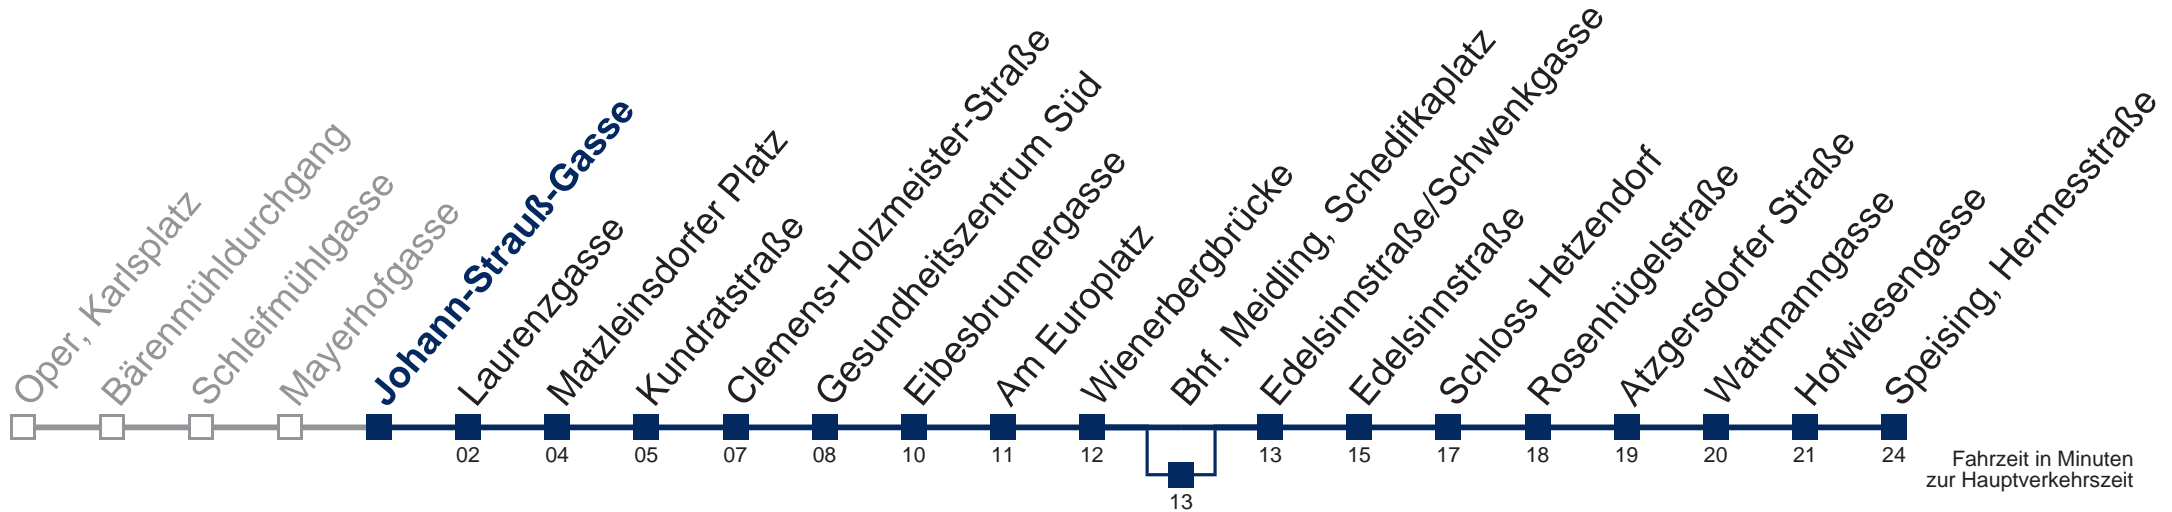 Oper, Karlsplatz
Bärenmühldurchgang
Schleifmühlgasse
Mayerhofgasse
Johann-Strauß-Gasse
Laurenzgasse
Matzleinsdorfer Platz
Kundratstraße
Clemens-Holzmeister-Straße
Gesundheitszentrum Süd
Eibesbrunnergasse
Am Europlatz
Wienerbergbrücke
Bhf. Meidling, Schedifkaplatz
Edelsinnstraße/Schwenkgasse
Edelsinnstraße
Schloss Hetzendorf
Rosenhügelstraße
Atzgersdorfer Straße
Wattmanngasse
Hofwiesengasse
Speising, Hermesstraße
02 04 05 07 08 10 11 12 13 15 17 18 19 20 21 24
13
Fahrzeit in Minuten
zur Hauptverkehrszeit